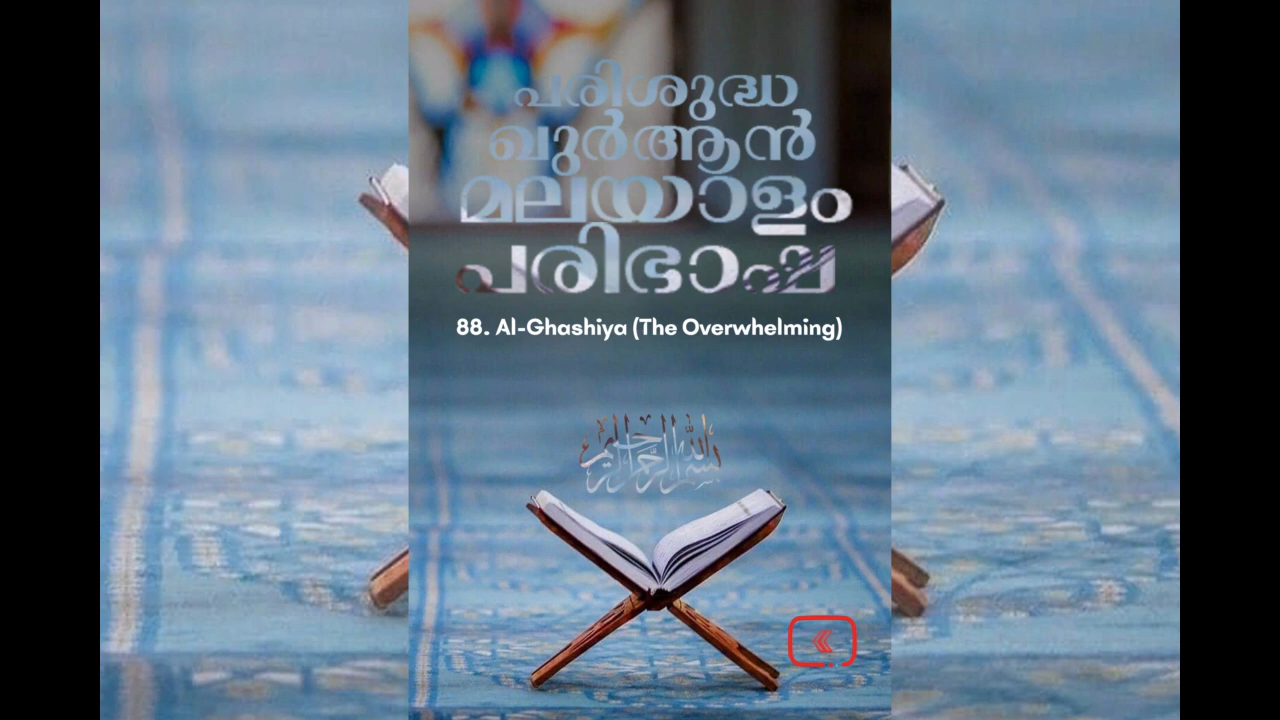 പരിശുദ്ധ
ഖുർആൻ
മലയാളം
പരിഭാഷ
88. Al-Ghashiya (The Overwhelming)
بسم الله الرحمن الرحيم